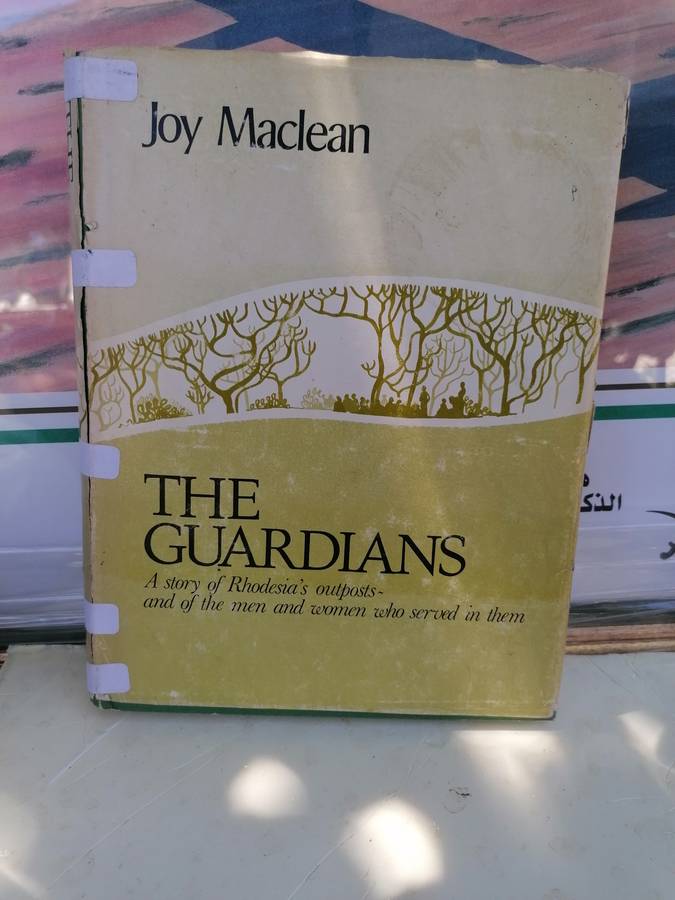 Joy Maclean
THE
GUARDIANS
A story of Rhodesia's outposts~
and of the men and women who served in them